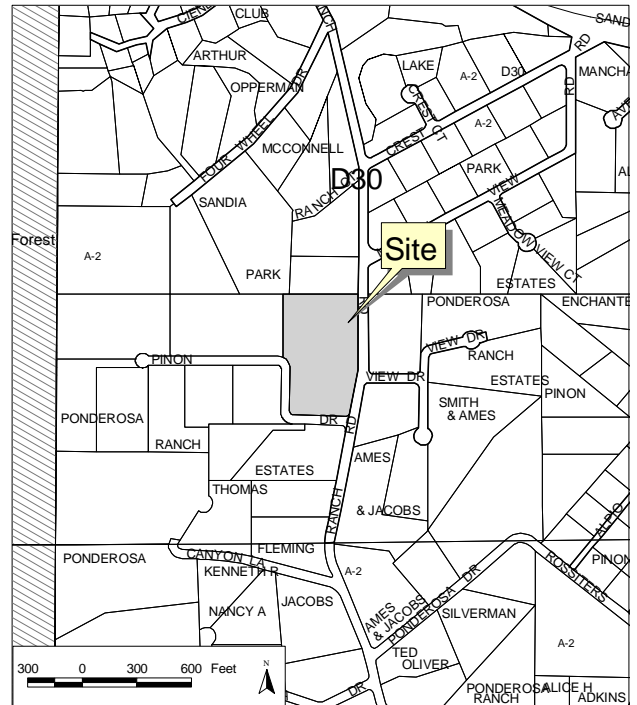 CLUB
CIEN
SAND
ARTHUR
OPPERMAN
DR
LAKE
A-2
D30
RD
MANCHA
RD
FOUR WHEEL
MCCONNELL
CREST CT
CREST
A-2
PARK
D30
RANCH
VIEW
SANDIA
MEADOW VIEW CT
Forest
A-2
Site
PARK
ESTATES
PONDEROSA
ENCHANTE
VIEW DR
RANCH
PINON
VIEW DR
ESTATES
PINON
SMITH
& AMES
PONDEROSA
DR
RD
RANCH
AMES
ESTATES
THOMAS
RANCH
& JACOBS
FLEMING
PONDEROSA
CANYON LA
KENNETH R
A-2
PONDEROSA DR
ROSSITERS
PINON
NANCY A
JACOBS
AMES
& JACOBS
SILVERMAN
A-2
TED
OLIVER
300 0 300 600 Feet
N
DR
PONDEROSA
RANCH
ALICE H
ADKINS